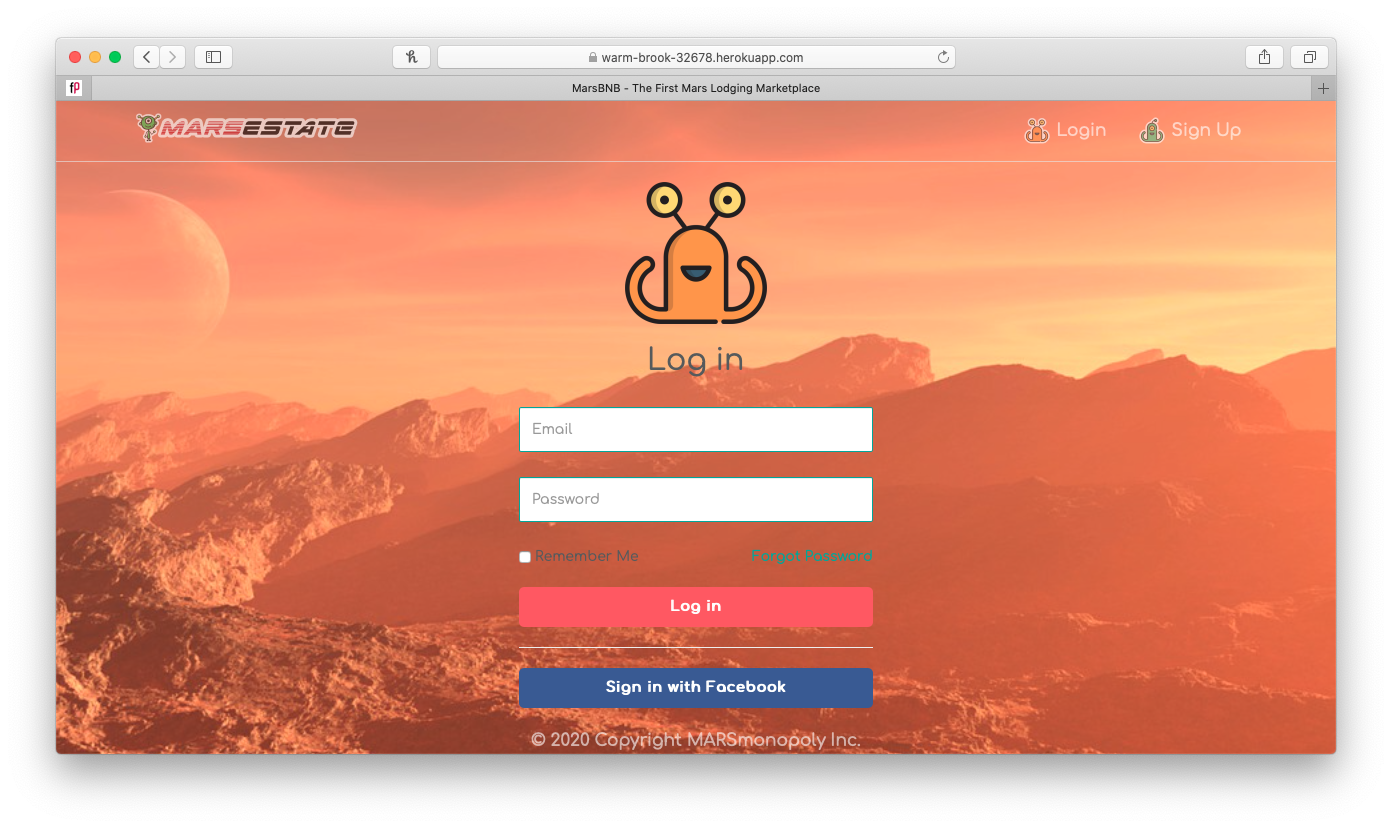 warm-brook-32678.herokuapp.com
fp
MarsBNB - The First Mars Lodging Marketplace
MARSESTATE
Login
Sign Up
Log in
Email
Password
Remember Me
Forgot Password
Log in
Sign in with Facebook
© 2020 Copyright MARSmonopoly Inc.